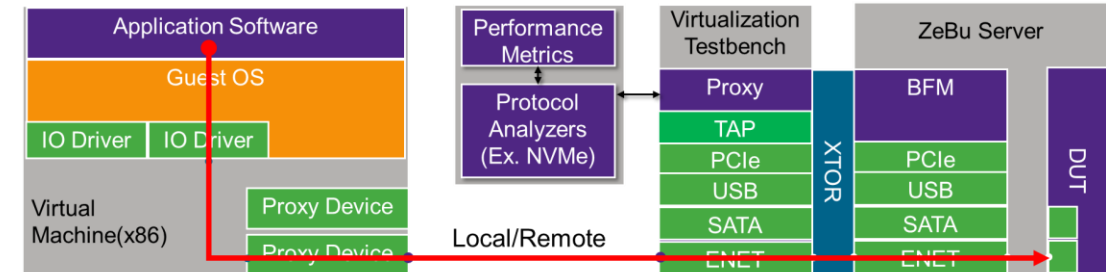 Application Software
Guest OS
IO Driver
IO Driver
Virtual
Machine(x86)
Proxy Device
Proxy Device
Local/Remote
Performance
Metrics
Protocol
Analyzers
(Ex. NVMe)
Virtualization
Testbench
Proxy
TAP
PCIe
USB
SATA
ENET
XTOR
ZeBu Server
BFM
PCIe
USB
SATA
ENET
DUT